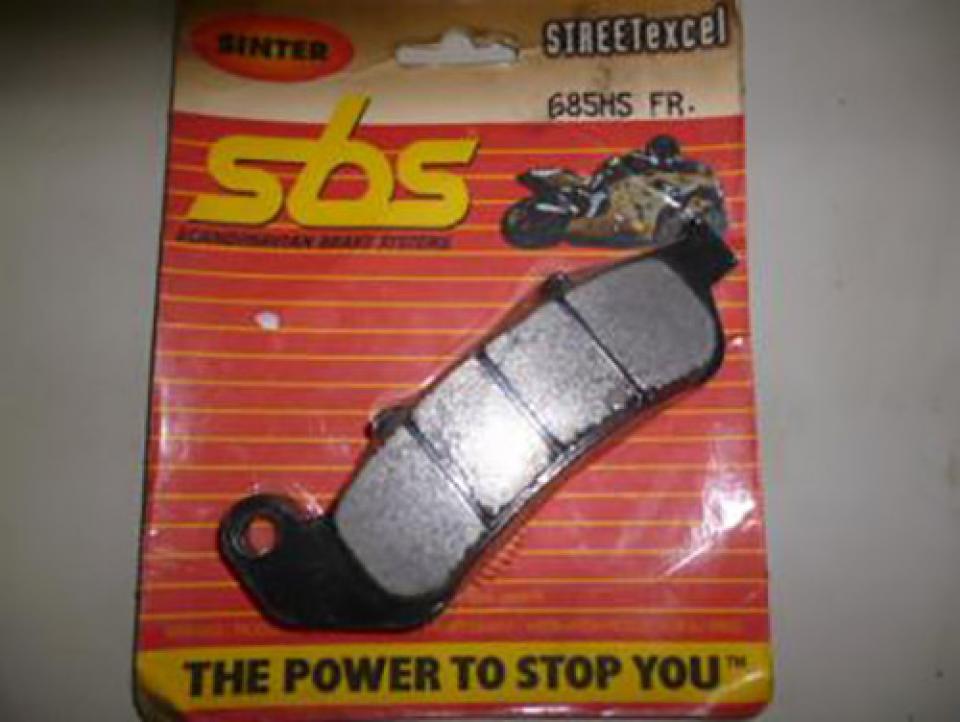 SINTER
STREETexcel
685HS FR.
sbs
SCANDINAVIAN BRAKE SYSTEMS
THE POWER TO STOP YOU™